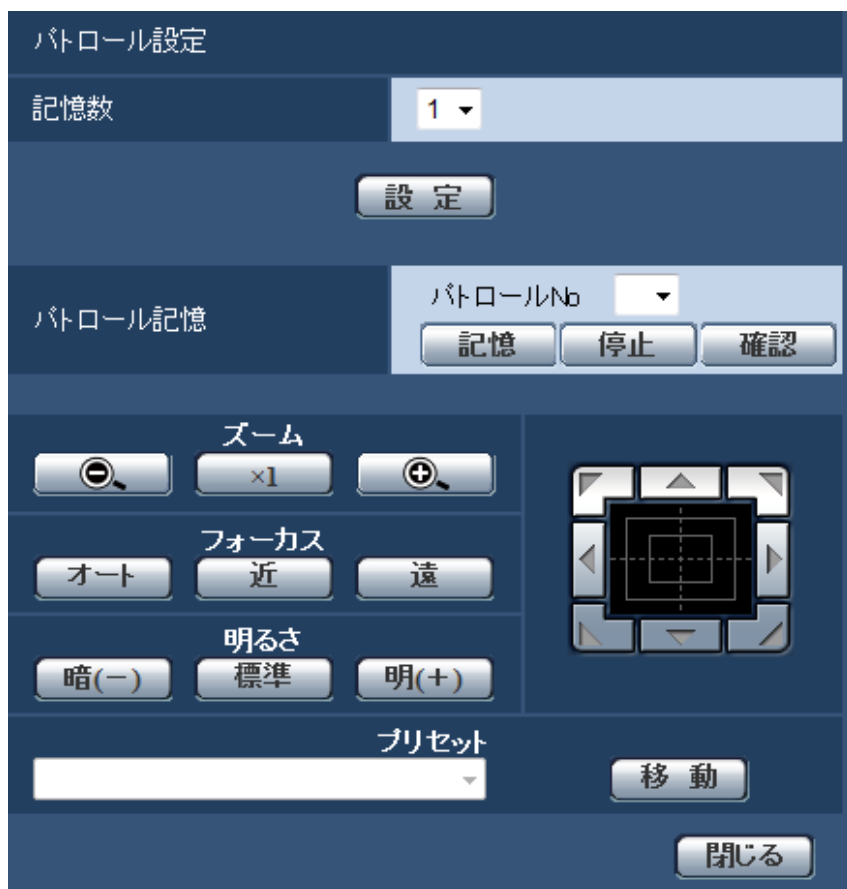 パトロール設定
記憶数 1
設 定
パトロール記憶
パトロールNo
記憶 停止 確認
ズーム
×1
フォーカス
オート 近 遠
明るさ
暗(−) 標準 明(+)
プリセット
移 動
閉じる